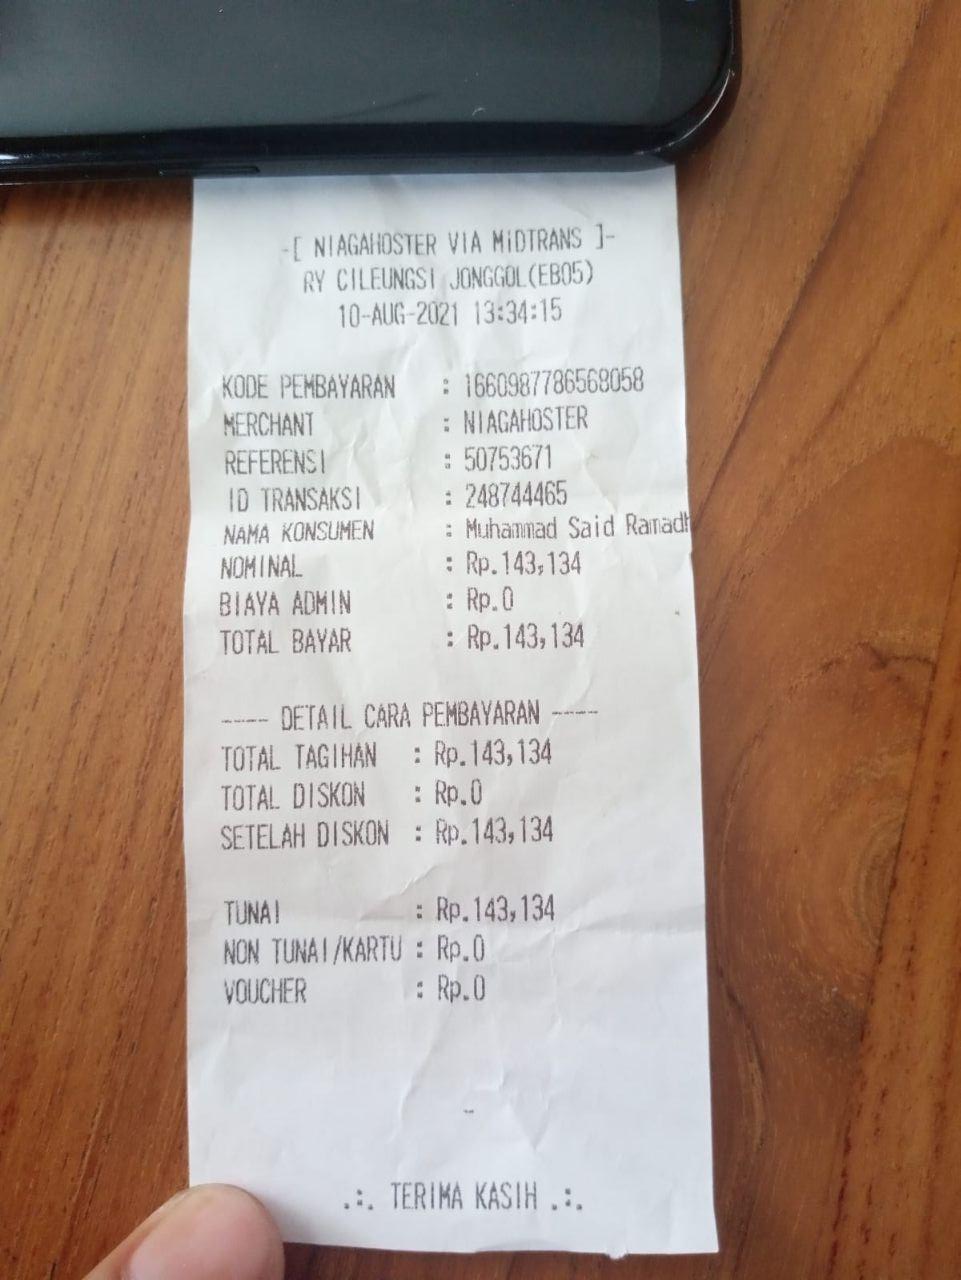 -[ NIAGAHOSTER VIA MiDTRANS ]-
RY CILEUNGSI JONGGOL(EB05)
10-AUG-2021 13:34:15
KODE PEMBAYARAN : 1660987786568058
MERCHANT : NIAGAHOSTER
REFERENSI : 50753671
ID TRANSAKSI : 248744465
NAMA KONSUMEN : Muhammad Said Ramadh
NOMINAL : Rp.143,134
BIAYA ADMIN : Rp.0
TOTAL BAYAR : Rp.143,134
---- DETAIL CARA PEMBAYARAN ----
TOTAL TAGIHAN : Rp.143,134
TOTAL DISKON : Rp.0
SETELAH DISKON : Rp.143,134
TUNAI : Rp.143,134
NON TUNAI/KARTU : Rp.0
VOUCHER : Rp.0
-
.:. TERIMA KASIH .:.